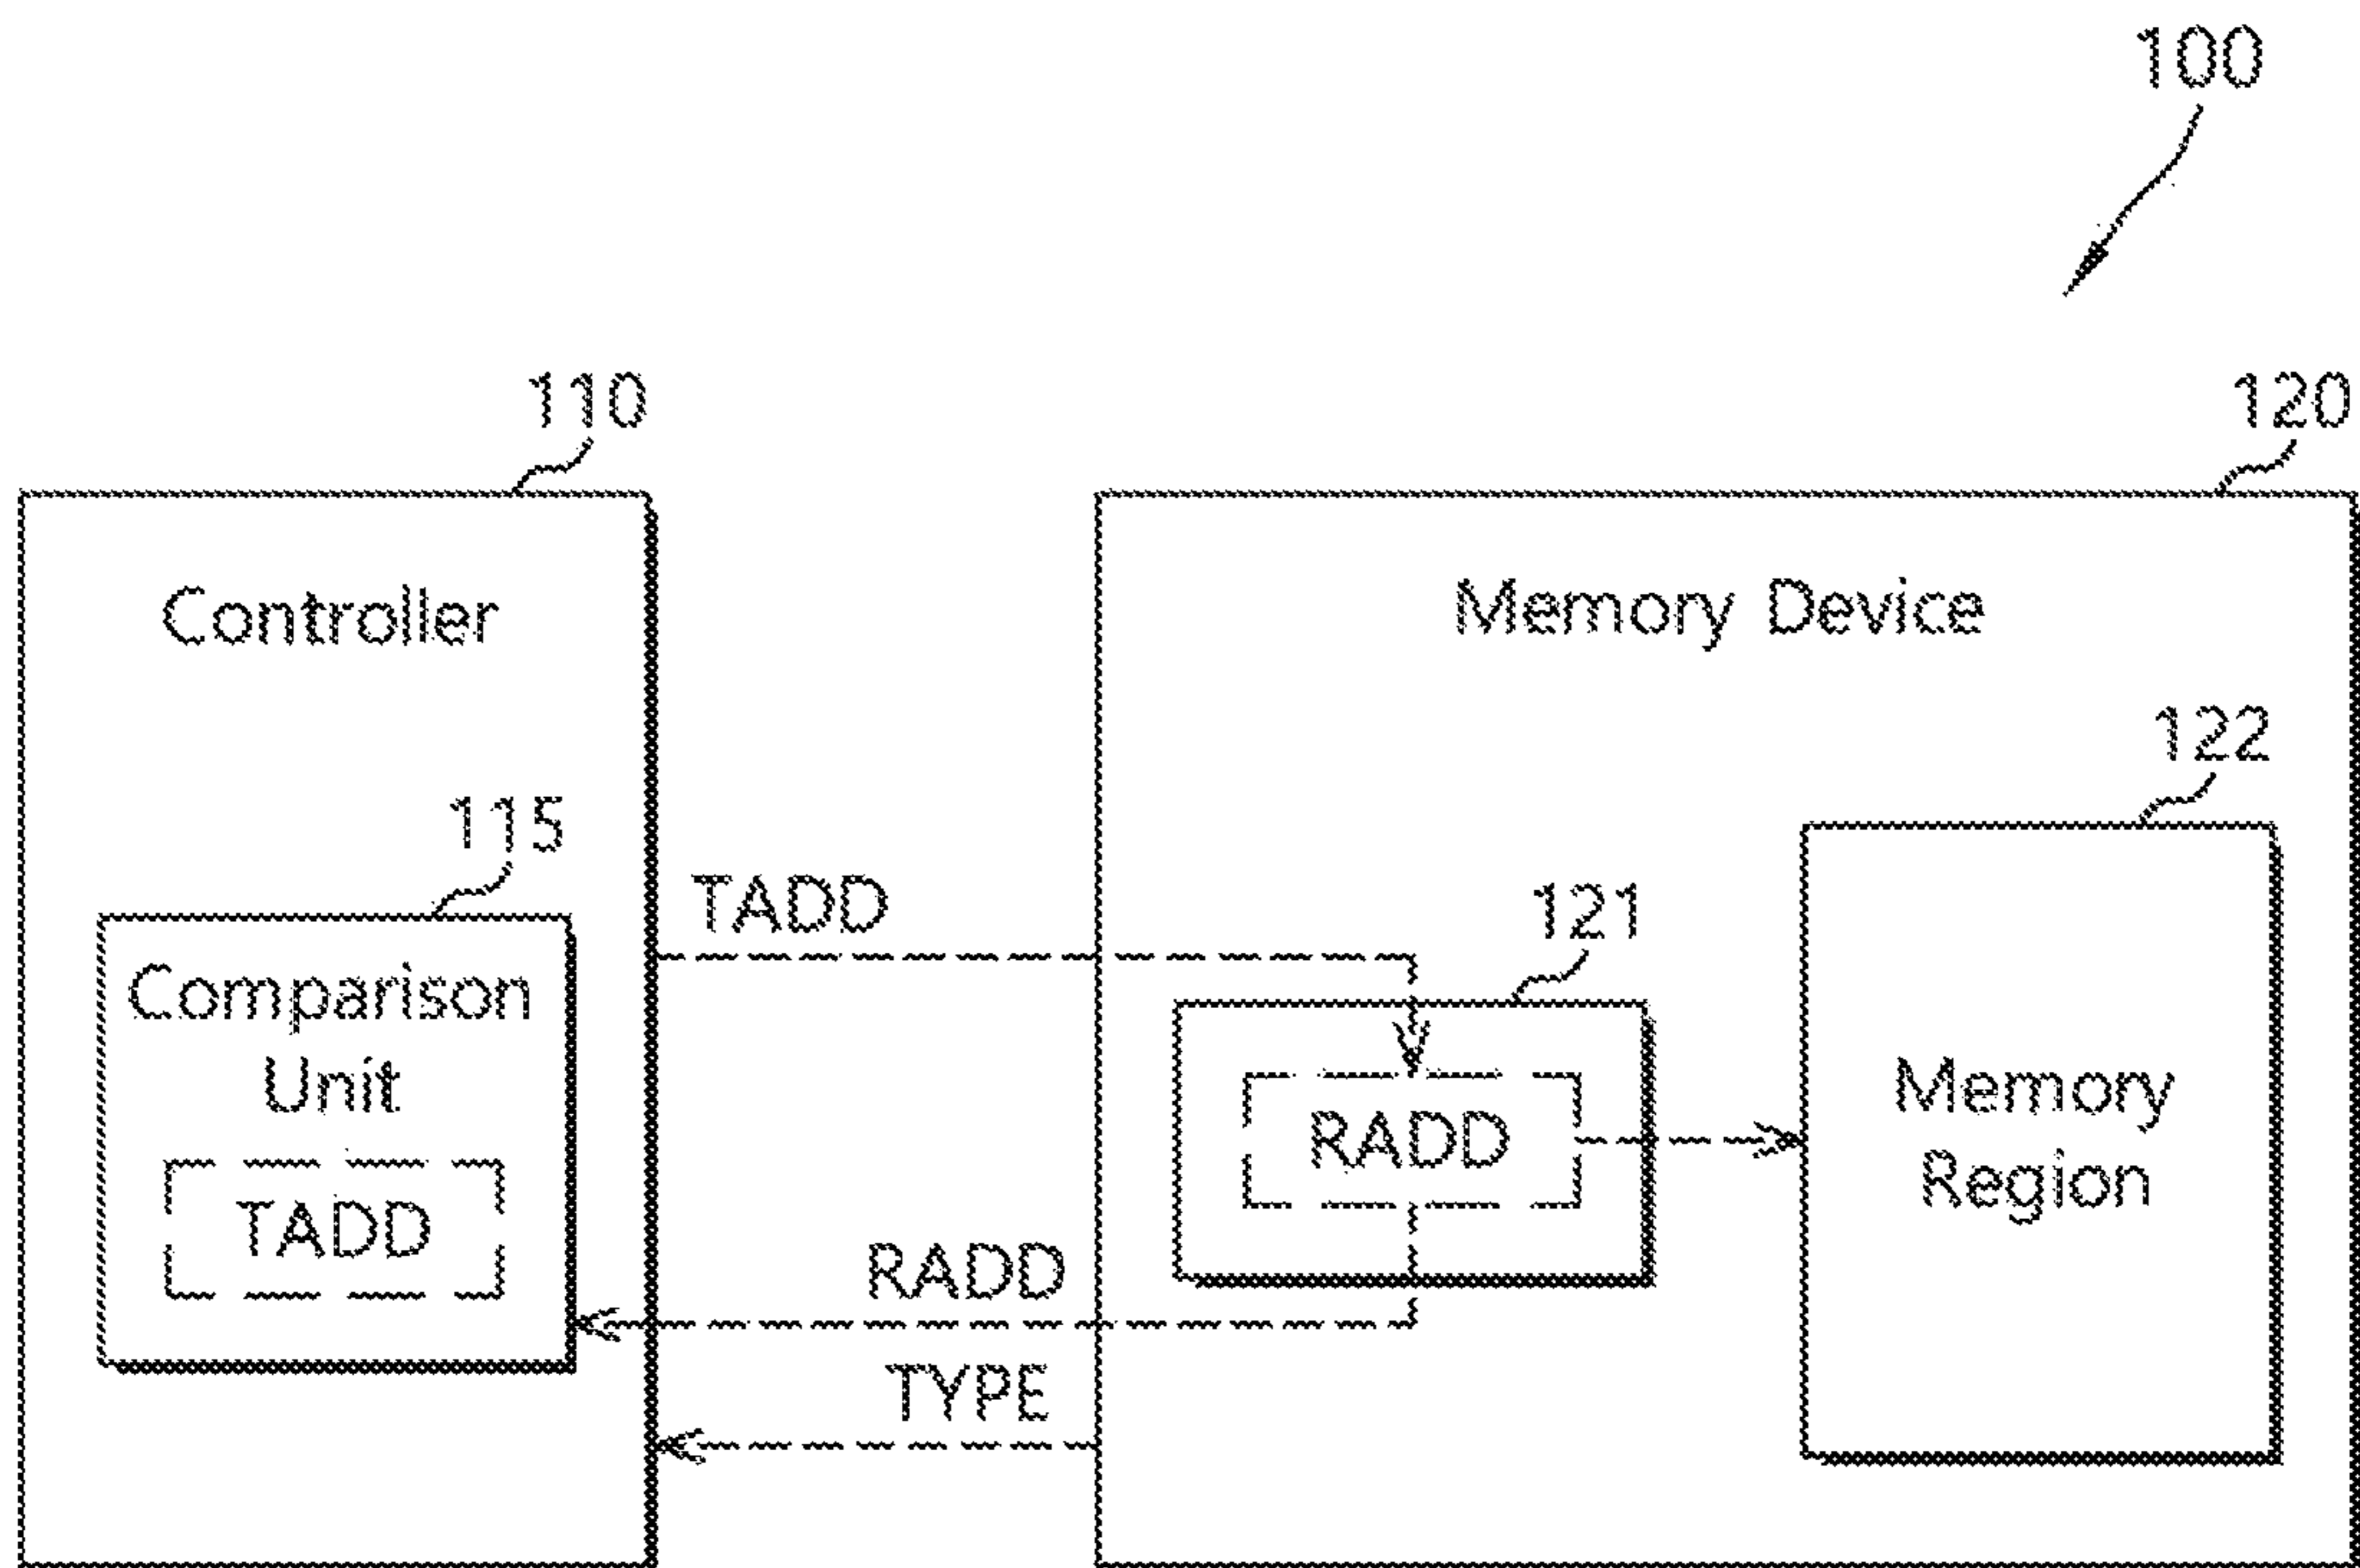 100
110
120
Controller
Memory Device
122
115
TADD
121
Comparison
Unit
TADD
RADD
Memory
Region
RADD
TYPE